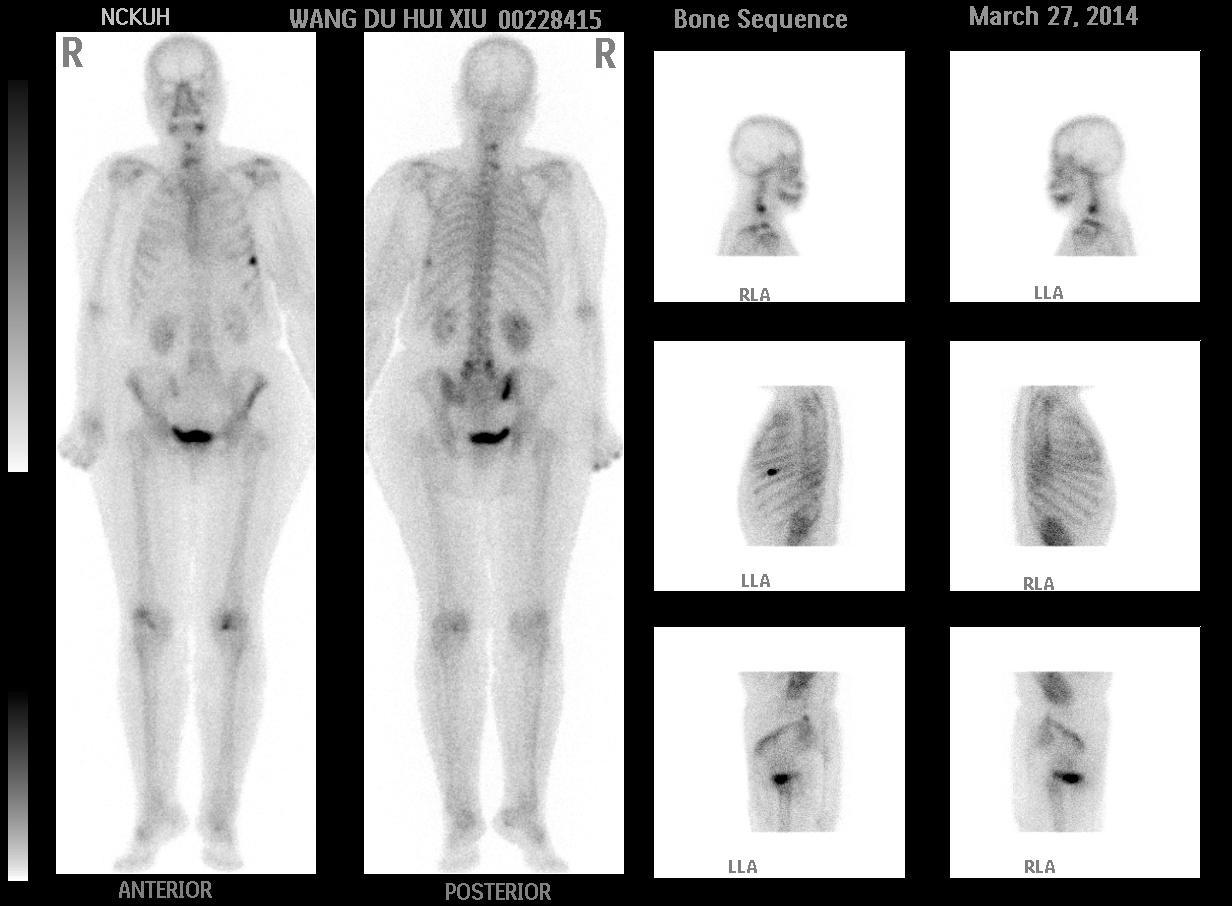 NCKUH WANG DU HUI XIU 00228415 Bone Sequence March 27, 2014
R R
RLA LLA
LLA RLA
LLA RLA
ANTERIOR POSTERIOR